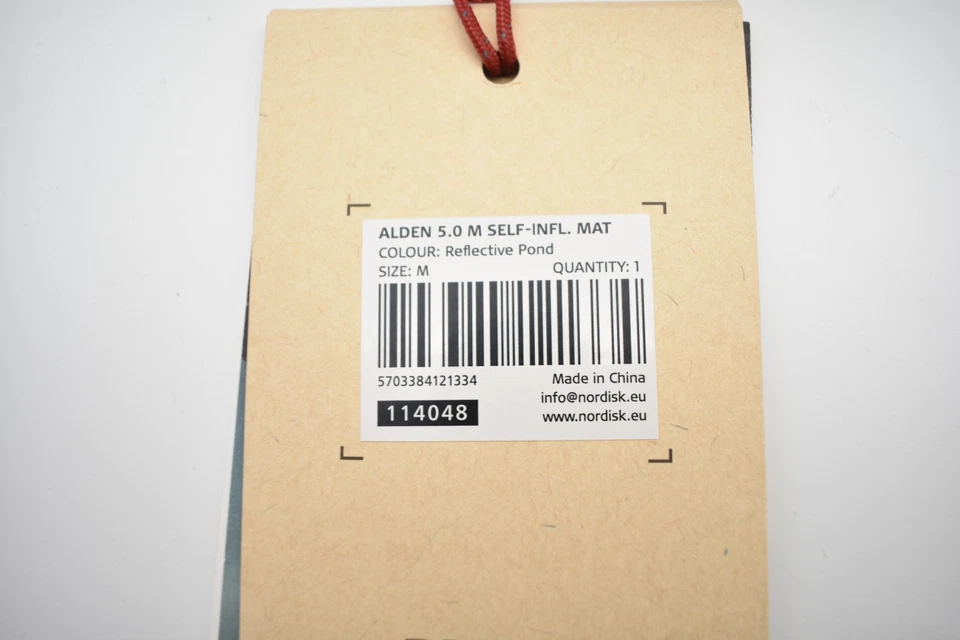 ALDEN 5.0 M SELF-INFL. MAT
COLOUR: Reflective Pond
SIZE: M QUANTITY: 1
5703384121334 Made in China
info@nordisk.eu
114048 www.nordisk.eu